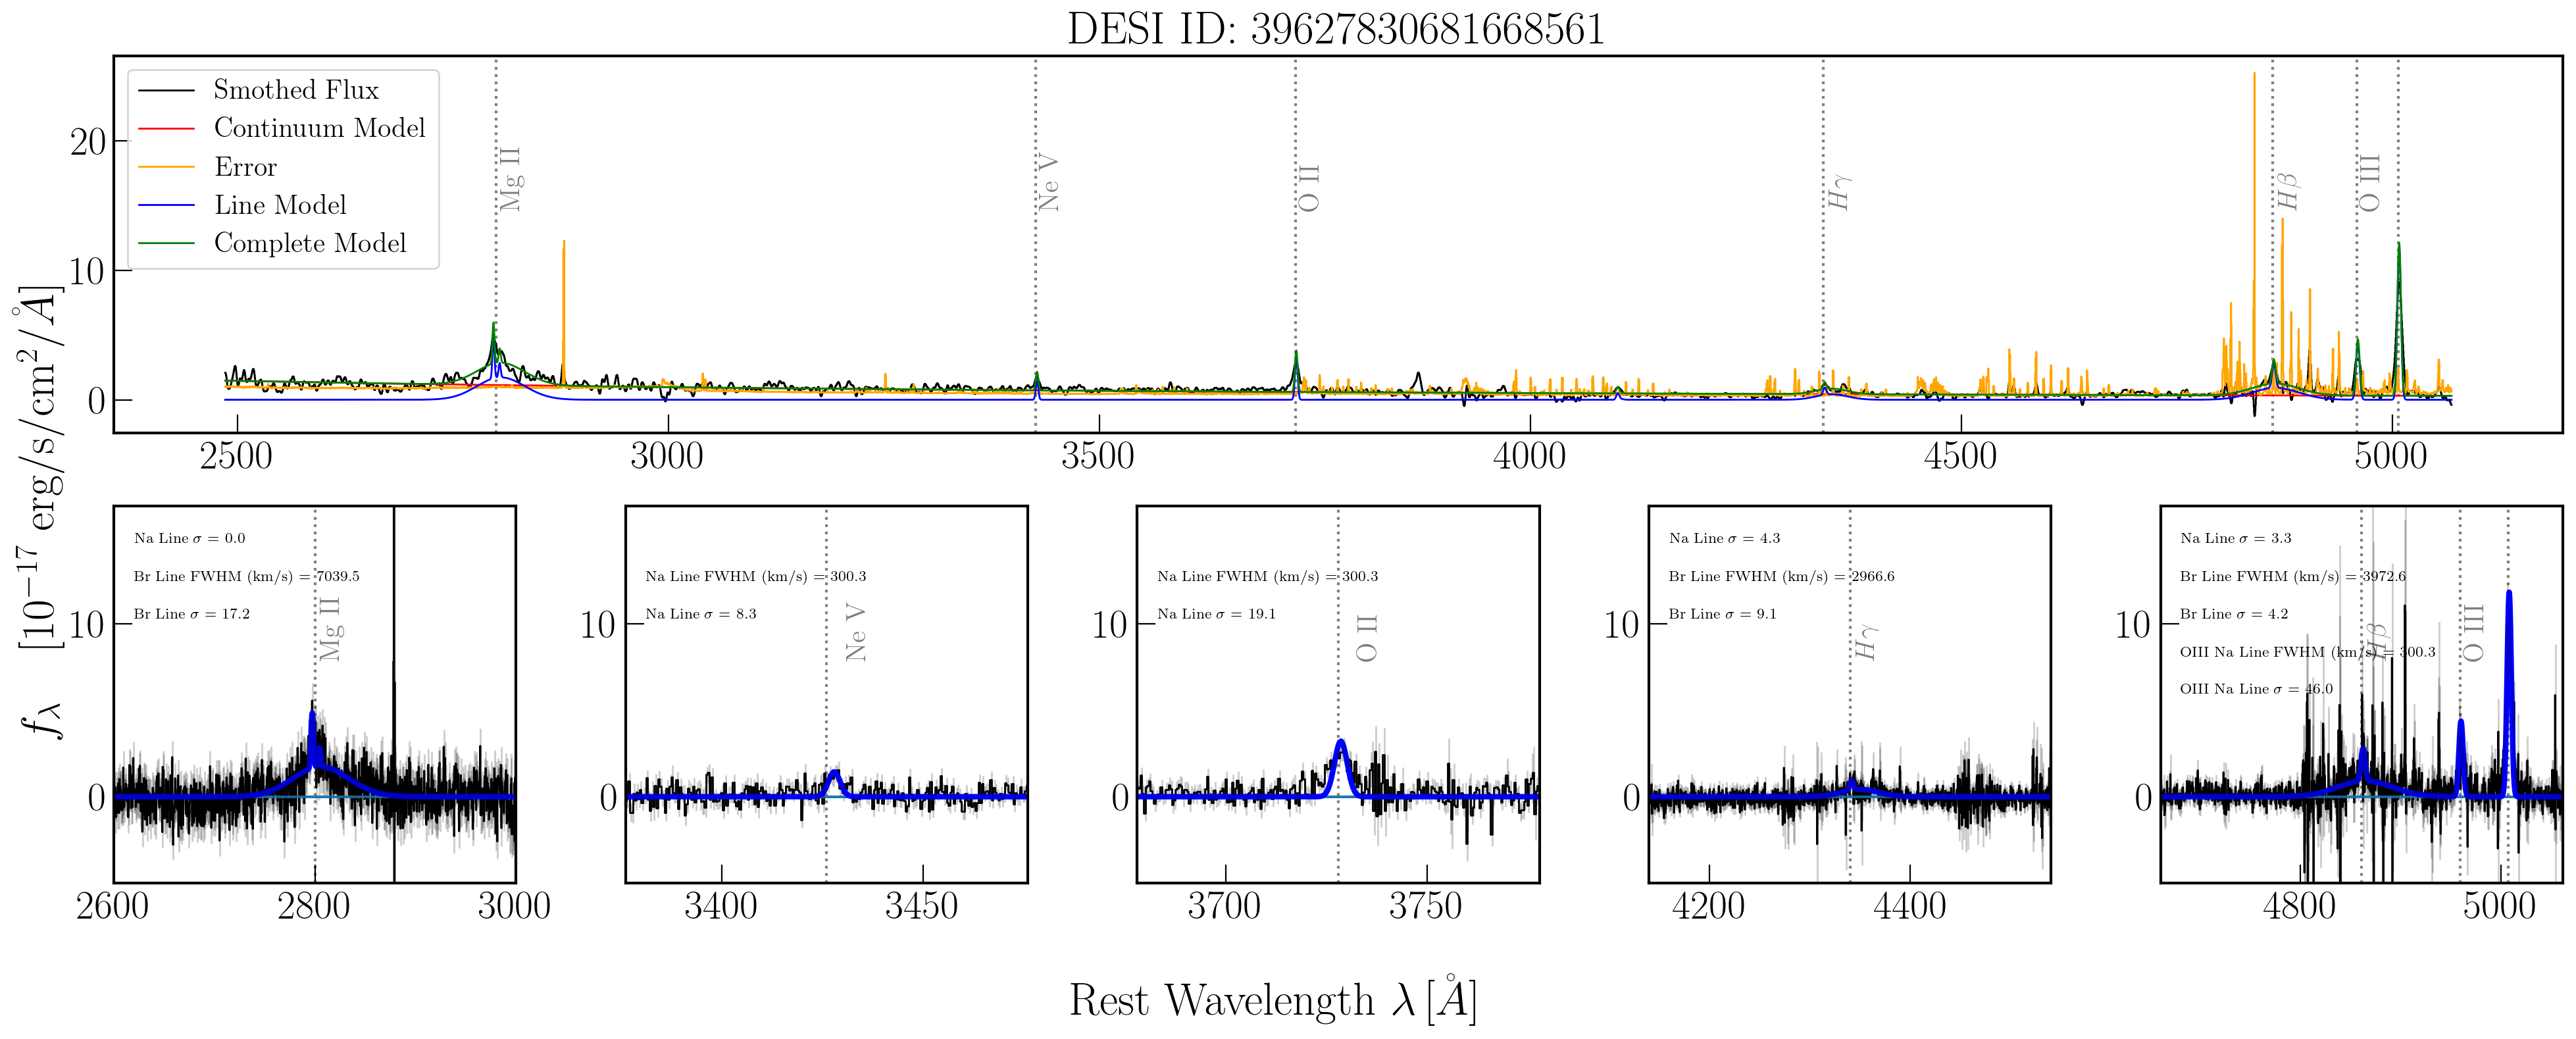 DESI ID: 39627830681668561
Smothed Flux
Continuum Model
Error
Line Model
Complete Model
Mg II
Ne V
O II
Hγ
Hβ
O III
20
10
0
2500 3000 3500 4000 4500 5000
f_λ [10^−17 erg/s/cm^2/Å]
Na Line σ = 0.0
Br Line FWHM (km/s) = 7039.5
Br Line σ = 17.2
Mg II
10
0
2600 2800 3000
Na Line FWHM (km/s) = 300.3
Na Line σ = 8.3
Ne V
10
0
3400 3450
Na Line FWHM (km/s) = 300.3
Na Line σ = 19.1
O II
10
0
3700 3750
Na Line σ = 4.3
Br Line FWHM (km/s) = 2966.6
Br Line σ = 9.1
Hγ
10
0
4200 4400
Na Line σ = 3.3
Br Line FWHM (km/s) = 3972.6
Br Line σ = 4.2
OIII Na Line FWHM (km/s) = 300.3
OIII Na Line σ = 46.0
Hβ
O III
10
0
4800 5000
Rest Wavelength λ [Å]